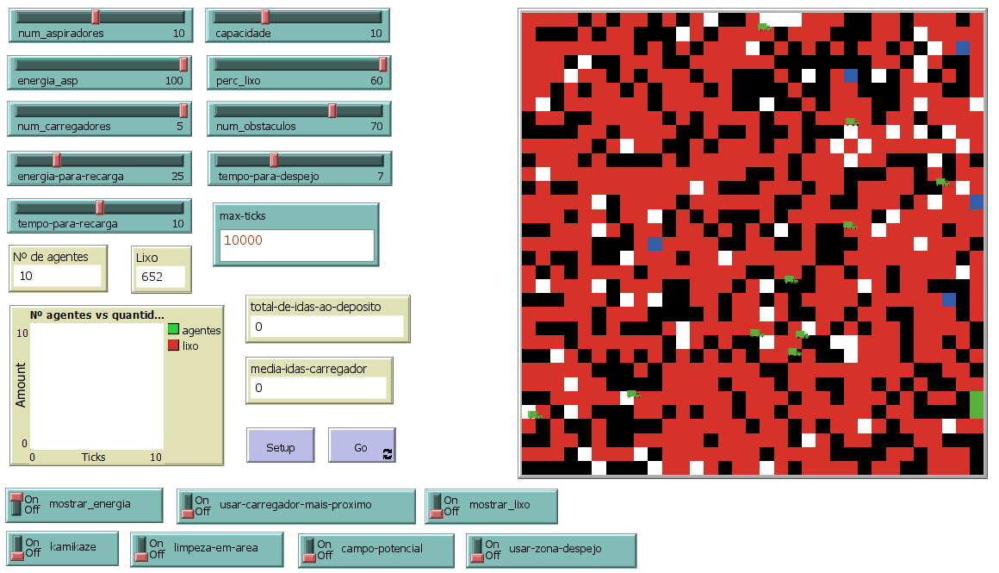 num_aspiradores 10
capacidade 10
energia_asp 100
perc_lixo 60
num_carregadores 5
num_obstaculos 70
energia-para-recarga 25
tempo-para-despejo 7
tempo-para-recarga 10
max-ticks
10000
Nº de agentes
10
Lixo
652
Nº agentes vs quantid...
10
Amount
0
0 Ticks 10
agentes
lixo
total-de-idas-ao-deposito
0
media-idas-carregador
0
Setup
Go
On
Off
mostrar_energia
On
Off
usar-carregador-mais-proximo
On
Off
mostrar_lixo
On
Off
kamikaze
On
Off
limpeza-em-area
On
Off
campo-potencial
On
Off
usar-zona-despejo